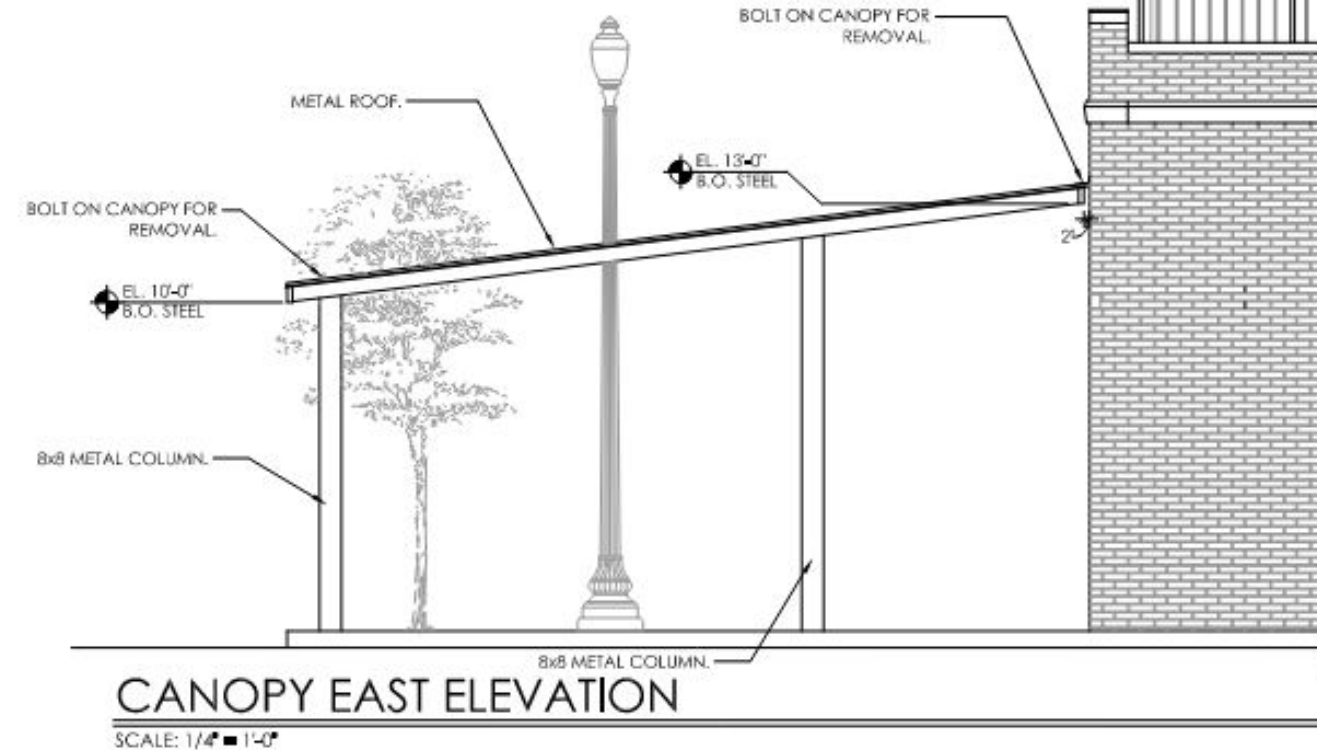 BOLT ON CANOPY FOR
REMOVAL.
METAL ROOF.
EL. 13'-0"
B.O. STEEL
BOLT ON CANOPY FOR
REMOVAL.
2"
EL. 10'-0"
B.O. STEEL
8x8 METAL COLUMN.
8x8 METAL COLUMN.
CANOPY EAST ELEVATION
SCALE: 1/4" = 1'-0"